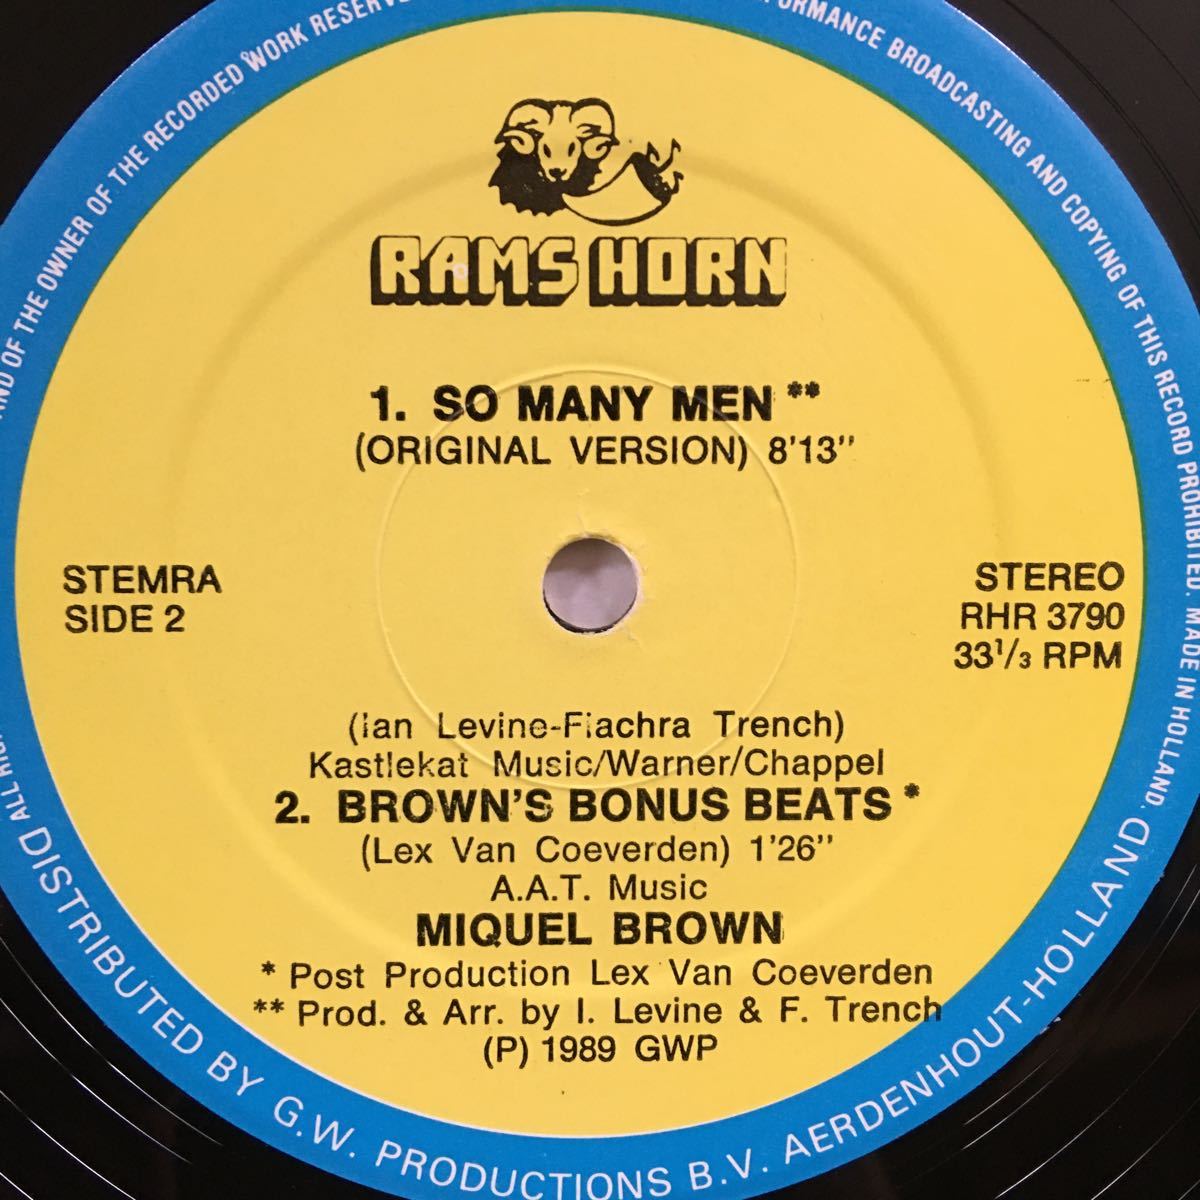 RAMS HORN
1. SO MANY MEN **
(ORIGINAL VERSION) 8'13''
STEMRA
SIDE 2
STEREO
RHR 3790
33 1/3 RPM
(Ian Levine-Fiachra Trench)
Kastlekat Music/Warner/Chappel
2. BROWN'S BONUS BEATS *
(Lex Van Coeverden) 1'26''
A.A.T. Music
MIQUEL BROWN
* Post Production Lex Van Coeverden
** Prod. & Arr. by I. Levine & F. Trench
(P) 1989 GWP
AND OF THE OWNER OF THE RECORDED WORK
BROADCASTING AND COPYING OF THIS RECORD PROHIBITED. MADE IN HOLLAND.
DISTRIBUTED BY G.W. PRODUCTIONS B.V. AERDENHOUT-HOLLAND